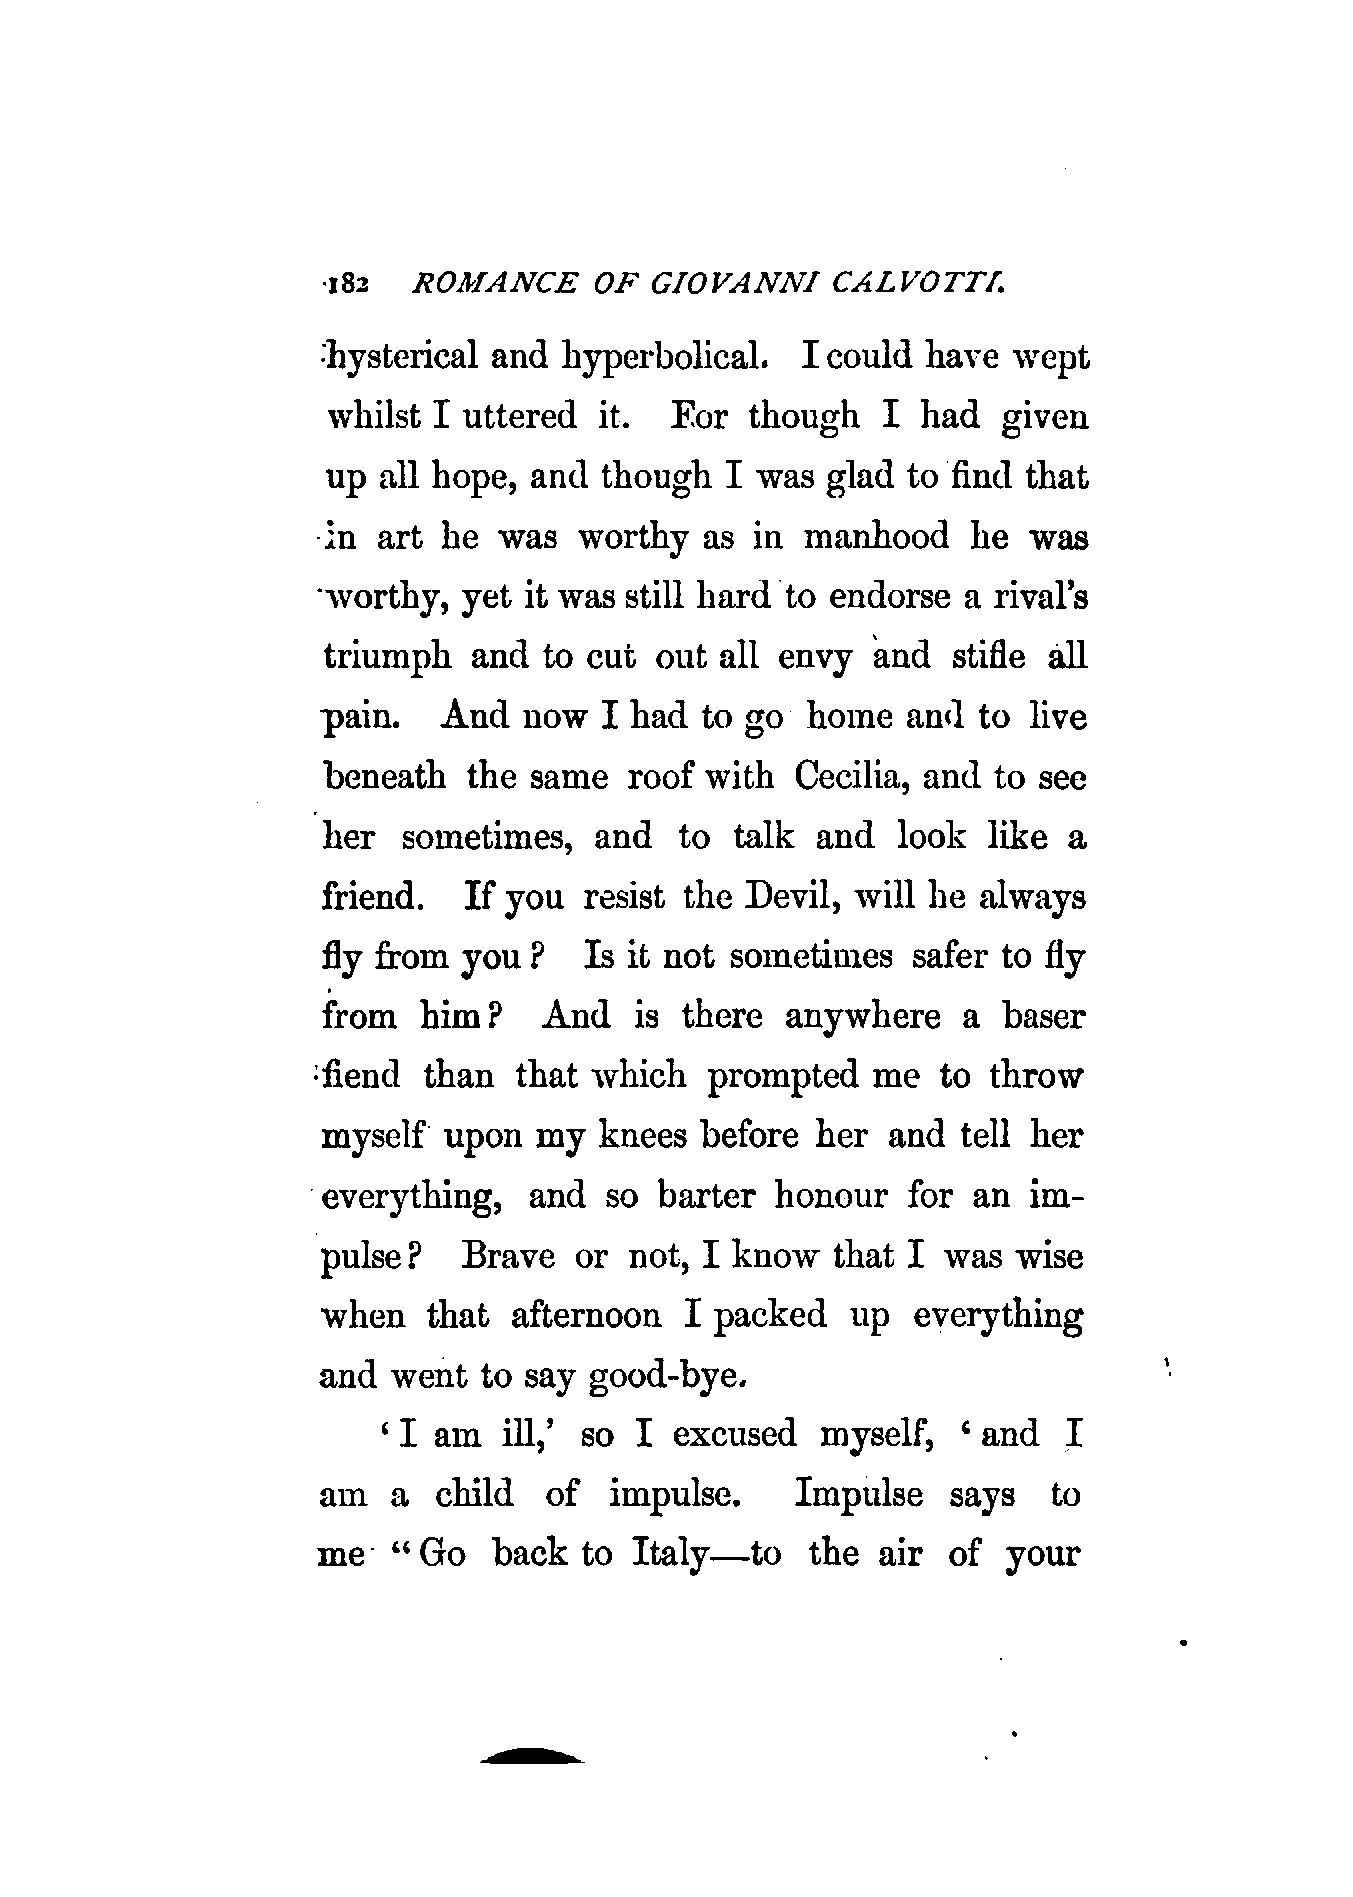 182 ROMANCE OF GIOVANNI CALVOTTI.
hysterical and hyperbolical. I could have wept
whilst I uttered it. For though I had given
up all hope, and though I was glad to find that
in art he was worthy as in manhood he was
worthy, yet it was still hard to endorse a rival's
triumph and to cut out all envy and stifle all
pain. And now I had to go home and to live
beneath the same roof with Cecilia, and to see
her sometimes, and to talk and look like a
friend. If you resist the Devil, will he always
fly from you? Is it not sometimes safer to fly
from him? And is there anywhere a baser
fiend than that which prompted me to throw
myself upon my knees before her and tell her
everything, and so barter honour for an im-
pulse? Brave or not, I know that I was wise
when that afternoon I packed up everything
and went to say good-bye.
‘I am ill,’ so I excused myself, ‘and I
am a child of impulse. Impulse says to
me “Go back to Italy—to the air of your